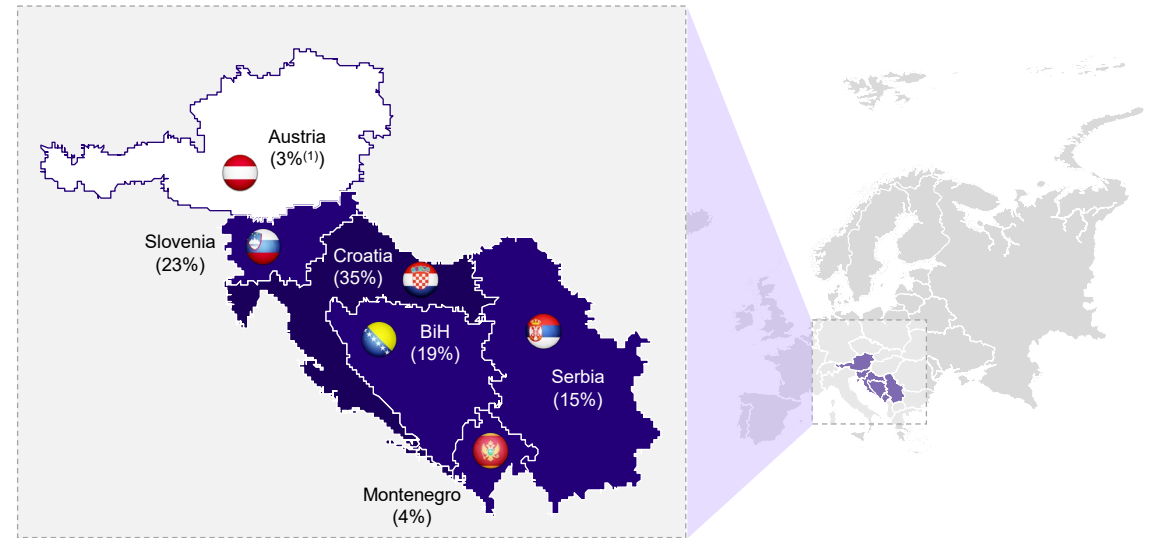 Austria
(3%(1))
Slovenia
(23%)
Croatia
(35%)
BiH
(19%)
Serbia
(15%)
Montenegro
(4%)